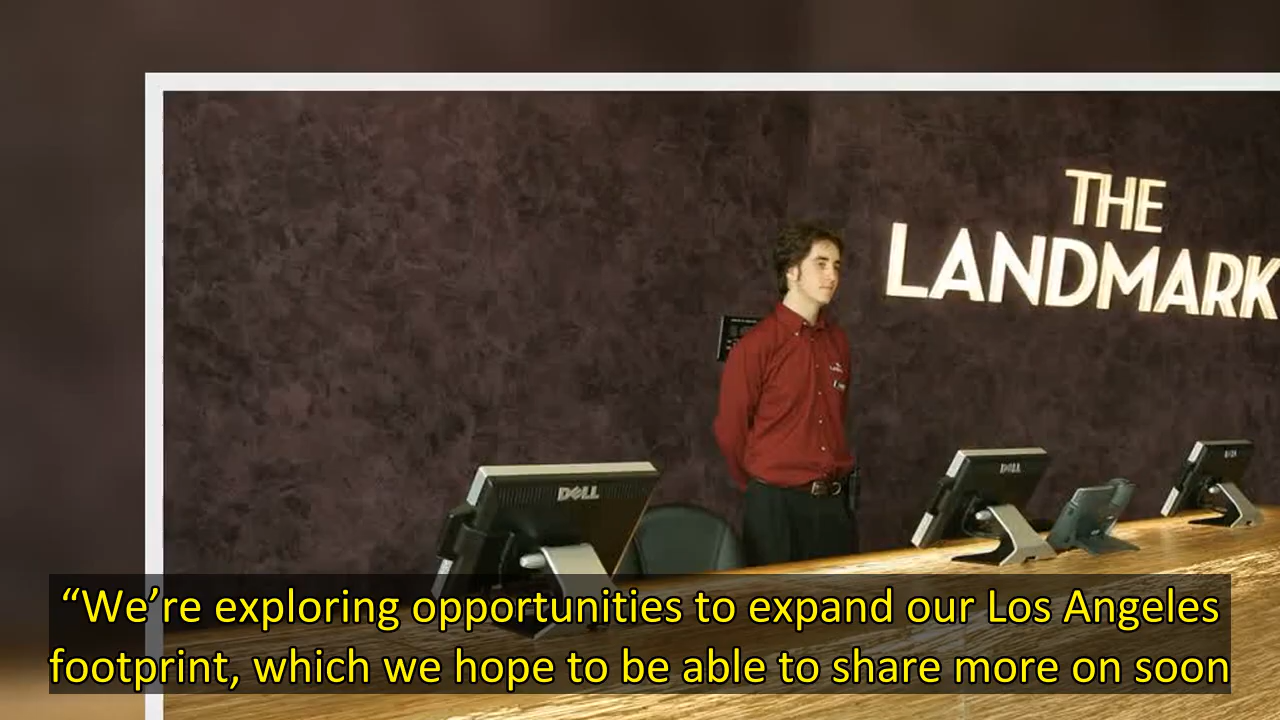 THE
LANDMARK
DELL
DELL
DELL
“We’re exploring opportunities to expand our Los Angeles
footprint, which we hope to be able to share more on soon